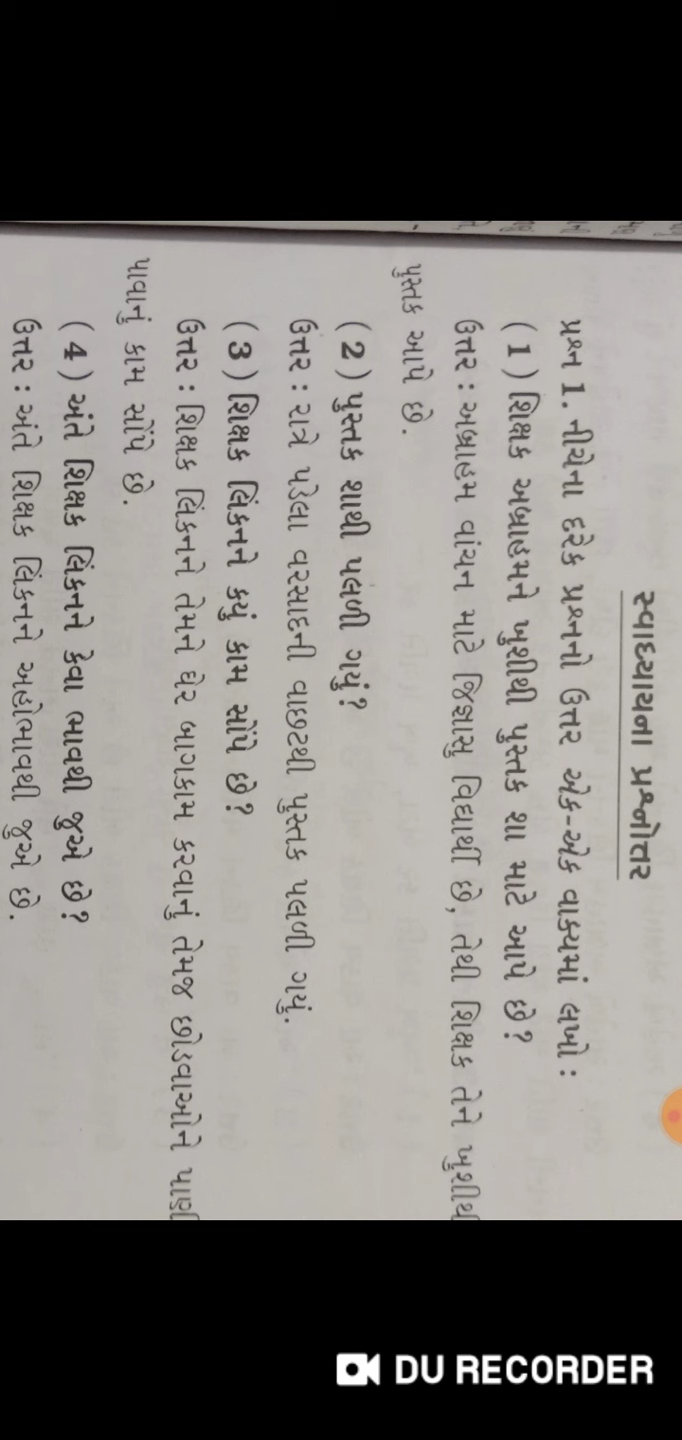 સ્વાધ્યાયના પ્રશ્નોત્તર
પ્રશ્ન 1. નીચેના દરેક પ્રશ્નનો ઉત્તર એક-એક વાક્યમાં લખો :
( 1 ) શિક્ષક અબ્રાહમને ખુશીથી પુસ્તક શા માટે આપે છે?
ઉત્તર : અબ્રાહમ વાંચન માટે જિજ્ઞાસુ વિદ્યાર્થી છે, તેથી શિક્ષક તેને
પુસ્તક આપે છે.
( 2 ) પુસ્તક શાથી પલળી ગયું?
ઉત્તર : રાત્રે પડેલા વરસાદની વાછટથી પુસ્તક પલળી ગયું.
( 3 ) શિક્ષક લિંકનને કયું કામ સોંપે છે?
ઉત્તર : શિક્ષક લિંકનને તેમને ઘેર બાગકામ કરવાનું તેમજ છોડવાઓને પાણી
પાવાનું કામ સોંપે છે.
( 4 ) અંતે શિક્ષક લિંકનને કેવા ભાવથી જુએ છે?
ઉત્તર : અંતે શિક્ષક લિંકનને અહોભાવથી જુએ છે.
DU RECORDER